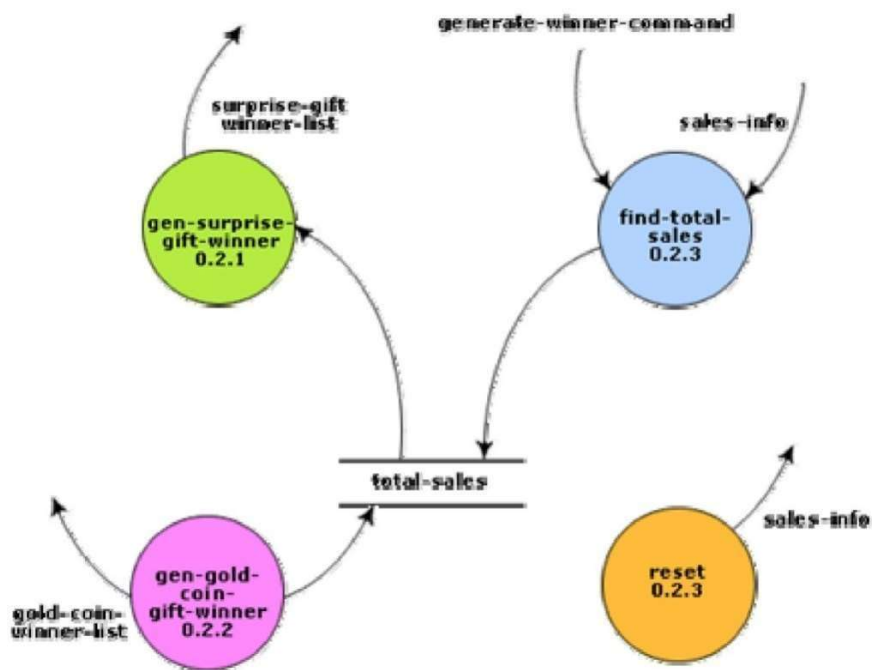 generate-winner-command
surprise-gift
winner-list
sales-info
gen-surprise-
gift-winner
0.2.1
find-total-
sales
0.2.3
total-sales
gold-coin-
winner-list
gen-gold-
coin-
gift-winner
0.2.2
reset
0.2.3
sales-info